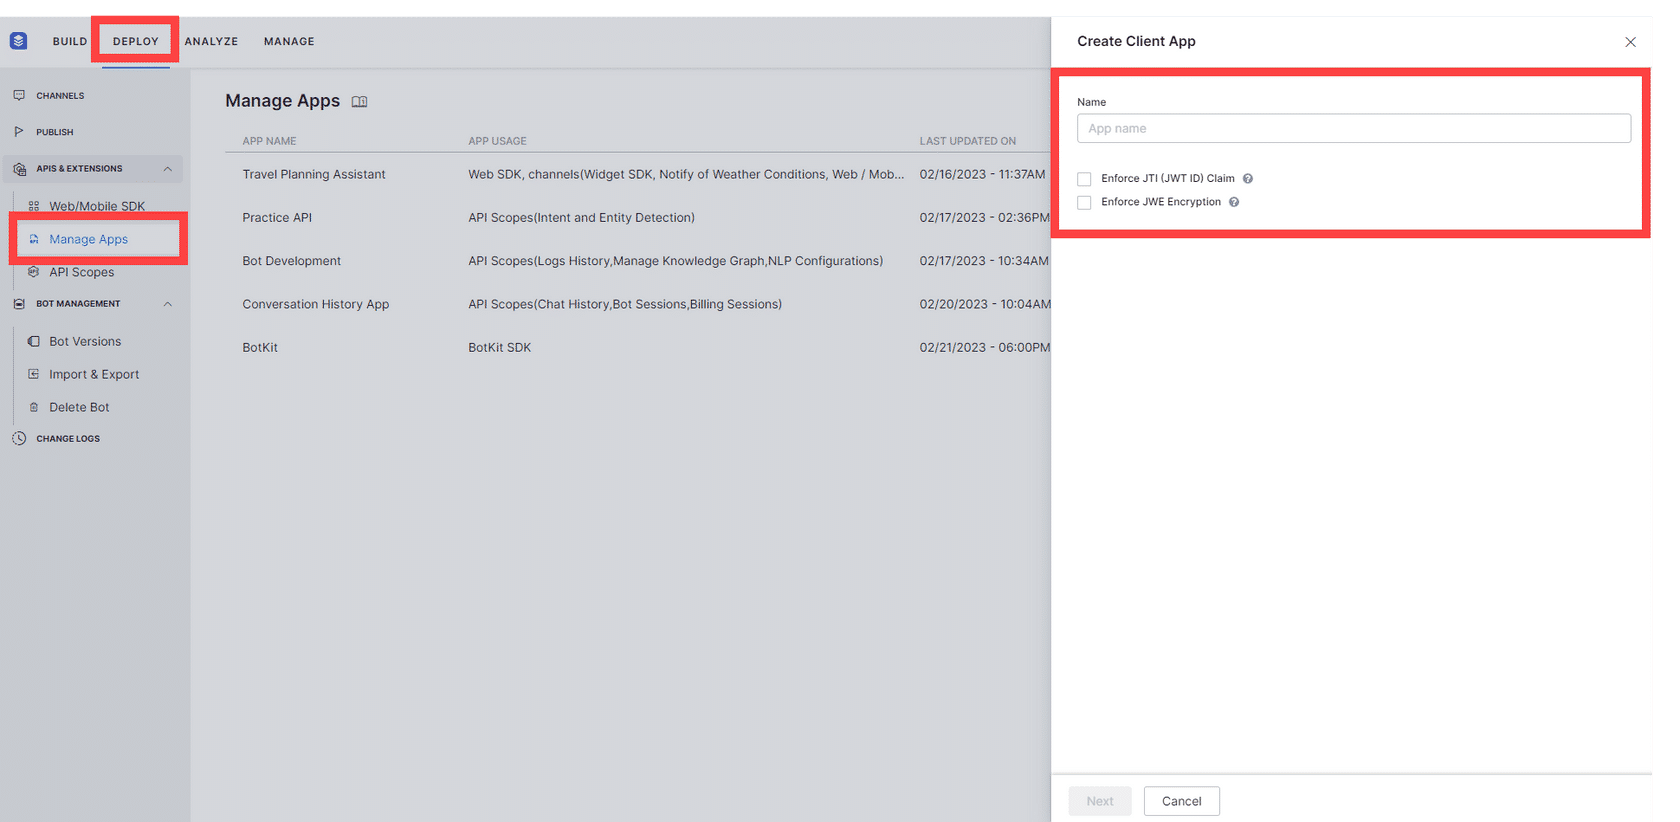 BUILD DEPLOY ANALYZE MANAGE
CHANNELS
PUBLISH
APIS & EXTENSIONS
Web/Mobile SDK
Manage Apps
API Scopes
BOT MANAGEMENT
Bot Versions
Import & Export
Delete Bot
CHANGE LOGS
Manage Apps
APP NAME APP USAGE LAST UPDATED ON
Travel Planning Assistant Web SDK, channels(Widget SDK, Notify of Weather Conditions, Web / Mob... 02/16/2023 - 11:37AM
Practice API API Scopes(Intent and Entity Detection) 02/17/2023 - 02:36PM
Bot Development API Scopes(Logs History,Manage Knowledge Graph,NLP Configurations) 02/17/2023 - 10:34AM
Conversation History App API Scopes(Chat History,Bot Sessions,Billing Sessions) 02/20/2023 - 10:04AM
BotKit BotKit SDK 02/21/2023 - 06:00PM
Create Client App
Name
App name
Enforce JTI (JWT ID) Claim
Enforce JWE Encryption
Next Cancel